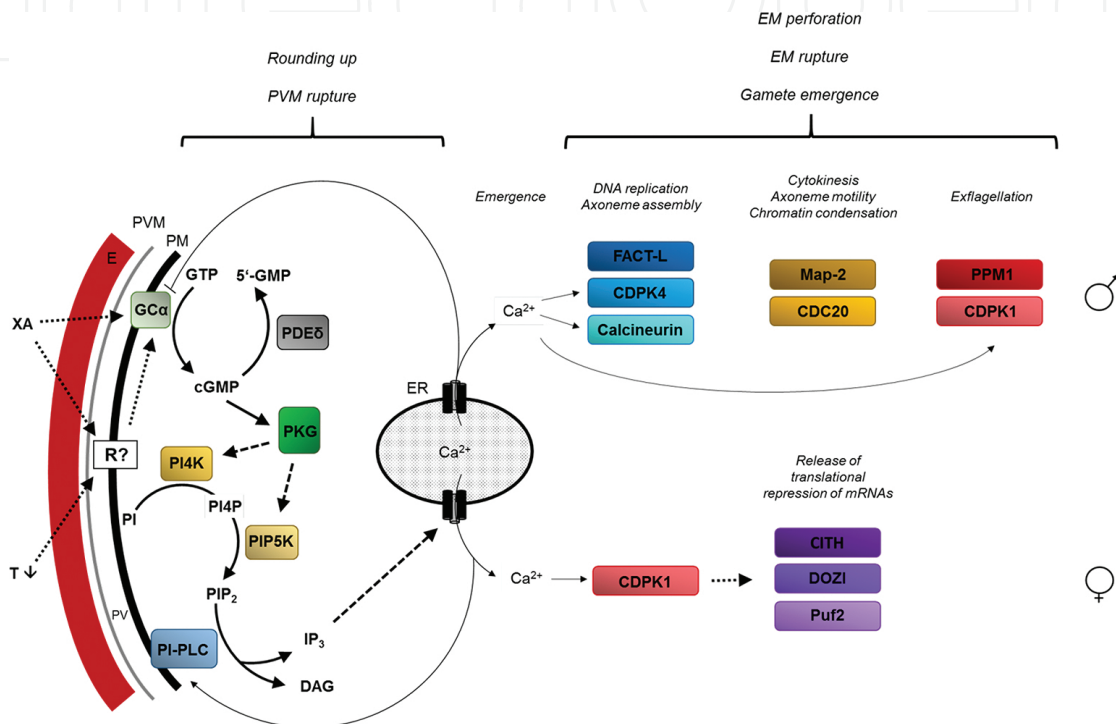 EM perforation
EM rupture
Gamete emergence
Rounding up
PVM rupture
Emergence
DNA replication
Axoneme assembly
Cytokinesis
Axoneme motility
Chromatin condensation
Exflagellation
PVM
PM
E
GTP
5‘-GMP
GCα
XA
PDEδ
cGMP
PKG
R?
PI4K
PI
PI4P
PIP5K
T ↓
PIP₂
PV
PI-PLC
IP₃
DAG
ER
Ca²⁺
Ca²⁺
FACT-L
CDPK4
Calcineurin
Map-2
CDC20
PPM1
CDPK1
♂
Release of
translational
repression of mRNAs
Ca²⁺
CDPK1
CITH
DOZI
Puf2
♀